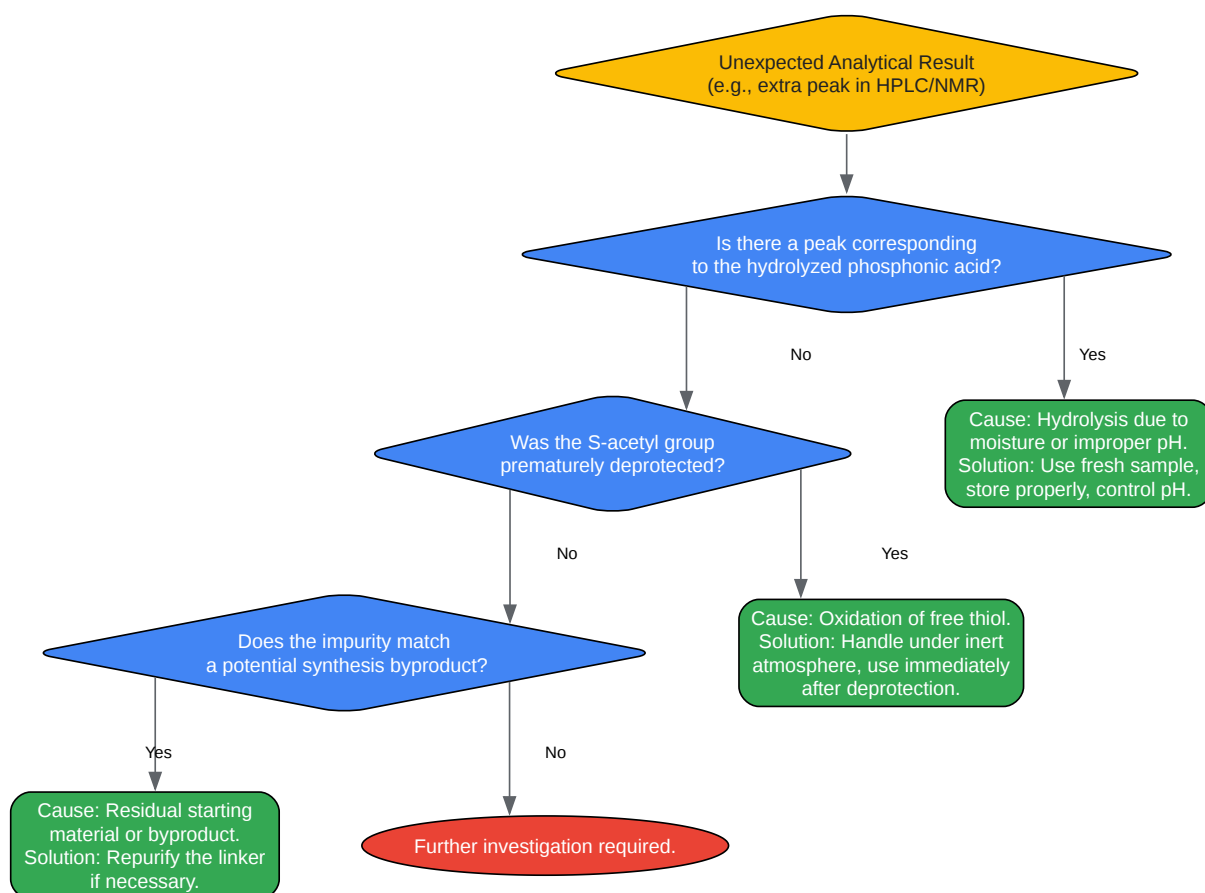 Unexpected Analytical Result
(e.g., extra peak in HPLC/NMR)
Is there a peak corresponding
to the hydrolyzed phosphonic acid?
No
Yes
Was the S-acetyl group
prematurely deprotected?
Cause: Hydrolysis due to
moisture or improper pH.
Solution: Use fresh sample,
store properly, control pH.
No
Yes
Does the impurity match
a potential synthesis byproduct?
Cause: Oxidation of free thiol.
Solution: Handle under inert
atmosphere, use immediately
after deprotection.
Yes
No
Cause: Residual starting
material or byproduct.
Solution: Repurify the linker
if necessary.
Further investigation required.